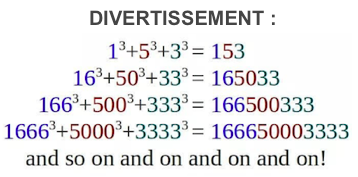 DIVERTISSEMENT :
1³+5³+3³ = 153
16³+50³+33³ = 165033
166³+500³+333³ = 166500333
1666³+5000³+3333³ = 166650003333
and so on and on and on and on!